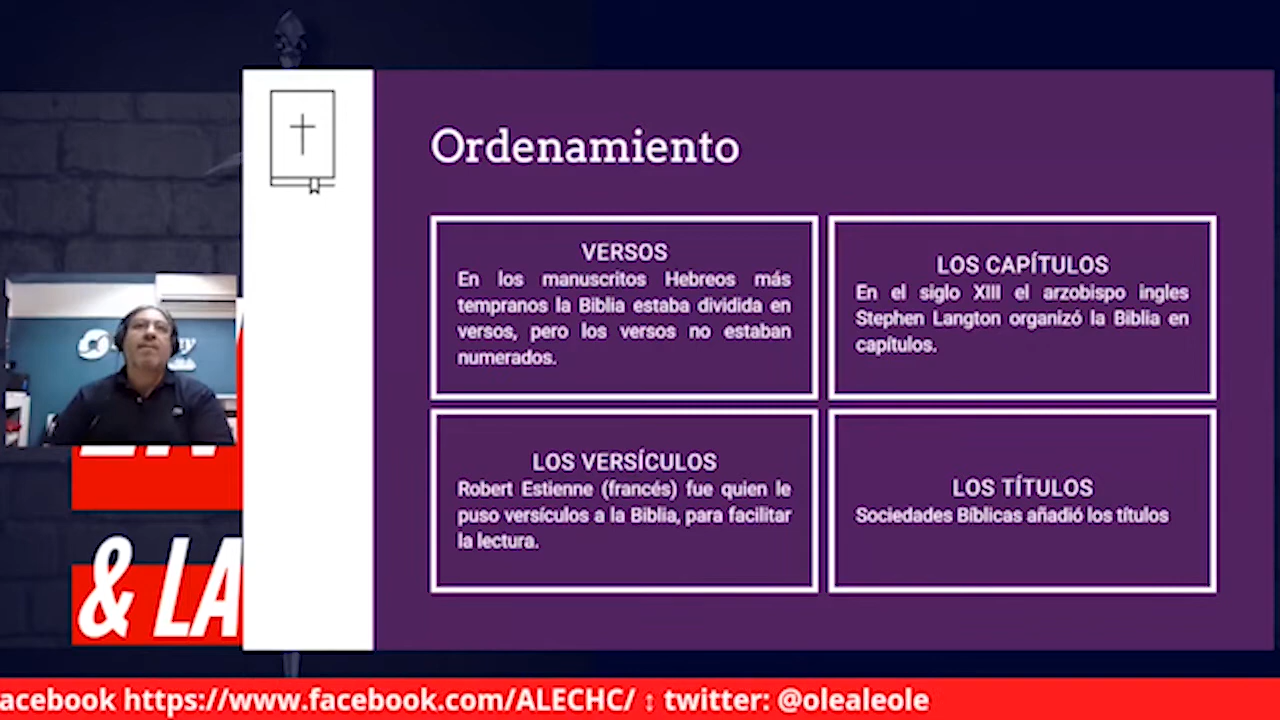 Ordenamiento
VERSOS
En los manuscritos Hebreos más
tempranos la Biblia estaba dividida en
versos, pero los versos no estaban
numerados.
LOS CAPÍTULOS
En el siglo XIII el arzobispo ingles
Stephen Langton organizó la Biblia en
capítulos.
LOS VERSÍCULOS
Robert Estienne (francés) fue quien le
puso versículos a la Biblia, para facilitar
la lectura.
LOS TÍTULOS
Sociedades Bíblicas añadió los títulos
& LA
acebook https://www.facebook.com/ALECHC/ ↕ twitter: @olealeole